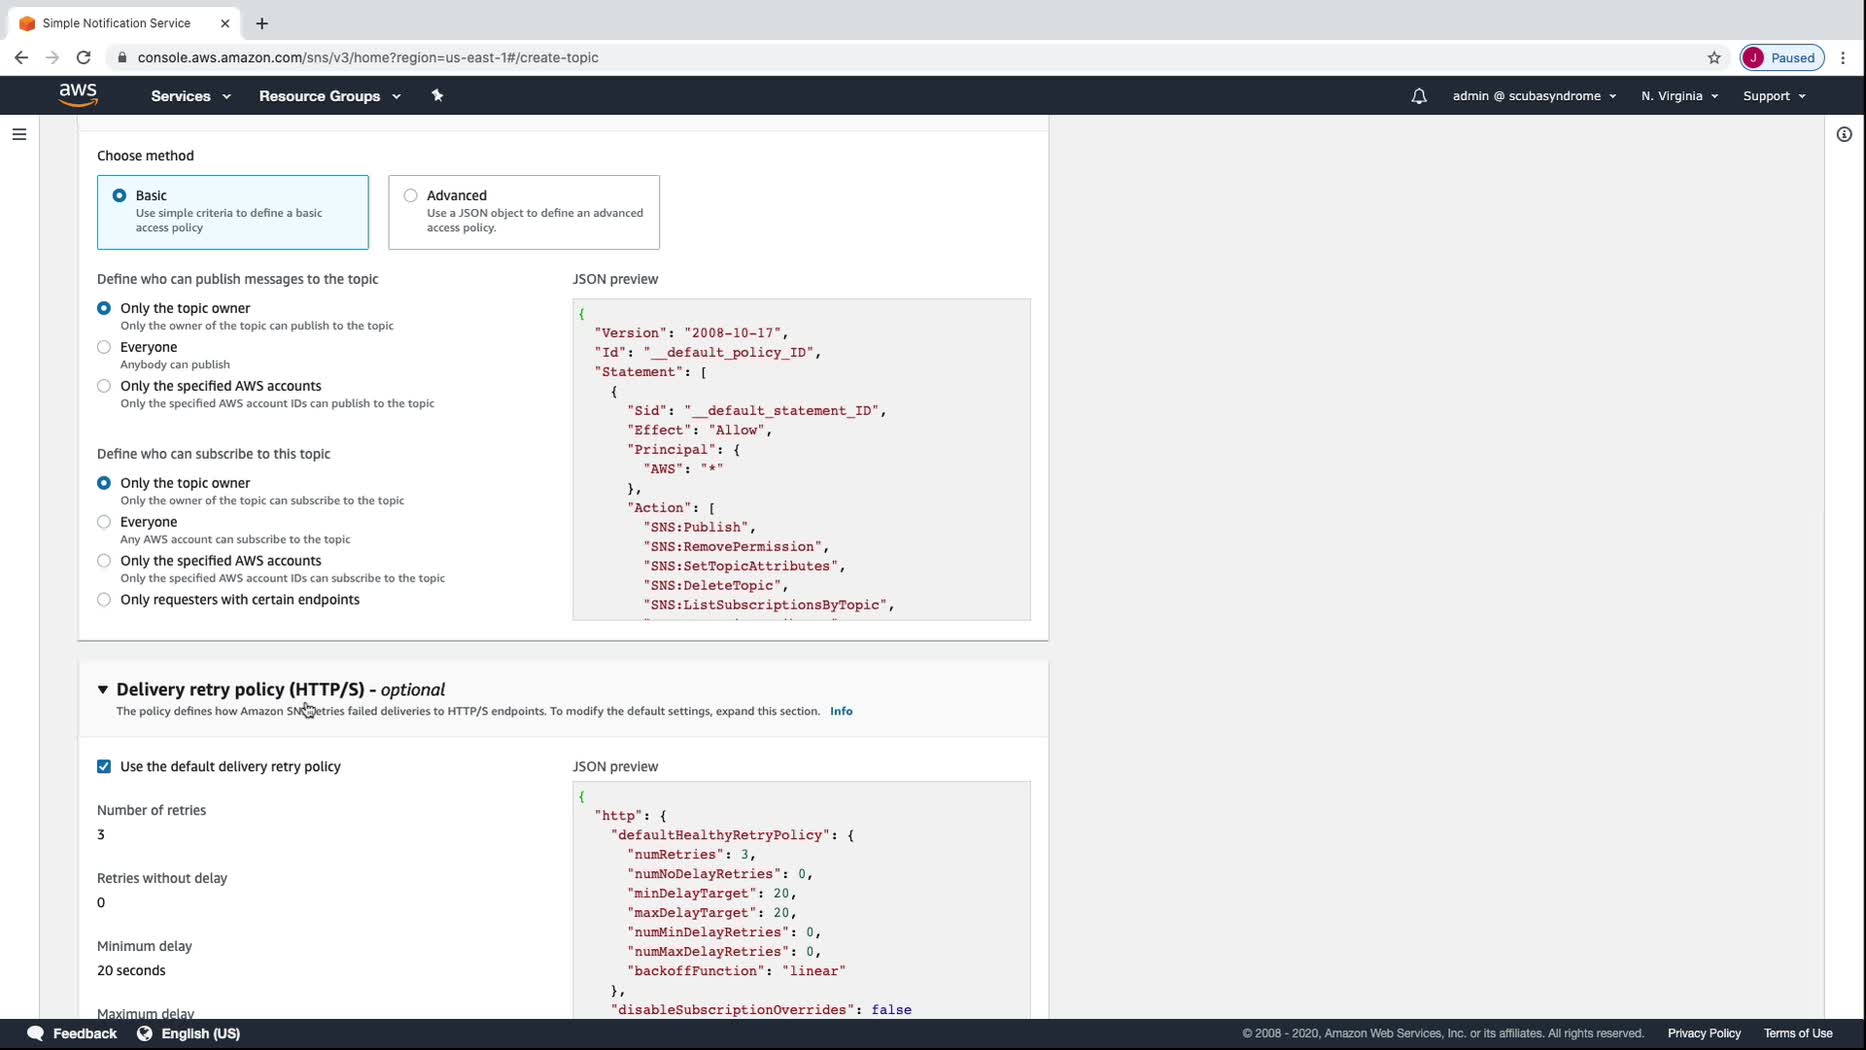 Simple Notification Service
console.aws.amazon.com/sns/v3/home?region=us-east-1#/create-topic
J Paused
aws Services Resource Groups admin @ scubasyndrome N. Virginia Support
Choose method
Basic
Use simple criteria to define a basic
access policy
Advanced
Use a JSON object to define an advanced
access policy.
Define who can publish messages to the topic
Only the topic owner
Only the owner of the topic can publish to the topic
Everyone
Anybody can publish
Only the specified AWS accounts
Only the specified AWS account IDs can publish to the topic
Define who can subscribe to this topic
Only the topic owner
Only the owner of the topic can subscribe to the topic
Everyone
Any AWS account can subscribe to the topic
Only the specified AWS accounts
Only the specified AWS account IDs can subscribe to the topic
Only requesters with certain endpoints
JSON preview
{
"Version": "2008-10-17",
"Id": "__default_policy_ID",
"Statement": [
{
"Sid": "__default_statement_ID",
"Effect": "Allow",
"Principal": {
"AWS": "*"
},
"Action": [
"SNS:Publish",
"SNS:RemovePermission",
"SNS:SetTopicAttributes",
"SNS:DeleteTopic",
"SNS:ListSubscriptionsByTopic",
Delivery retry policy (HTTP/S) - optional
The policy defines how Amazon SNS retries failed deliveries to HTTP/S endpoints. To modify the default settings, expand this section. Info
Use the default delivery retry policy
Number of retries
3
Retries without delay
0
Minimum delay
20 seconds
Maximum delay
JSON preview
{
"http": {
"defaultHealthyRetryPolicy": {
"numRetries": 3,
"numNoDelayRetries": 0,
"minDelayTarget": 20,
"maxDelayTarget": 20,
"numMinDelayRetries": 0,
"numMaxDelayRetries": 0,
"backoffFunction": "linear"
},
"disableSubscriptionOverrides": false
Feedback English (US) © 2008 - 2020, Amazon Web Services, Inc. or its affiliates. All rights reserved. Privacy Policy Terms of Use